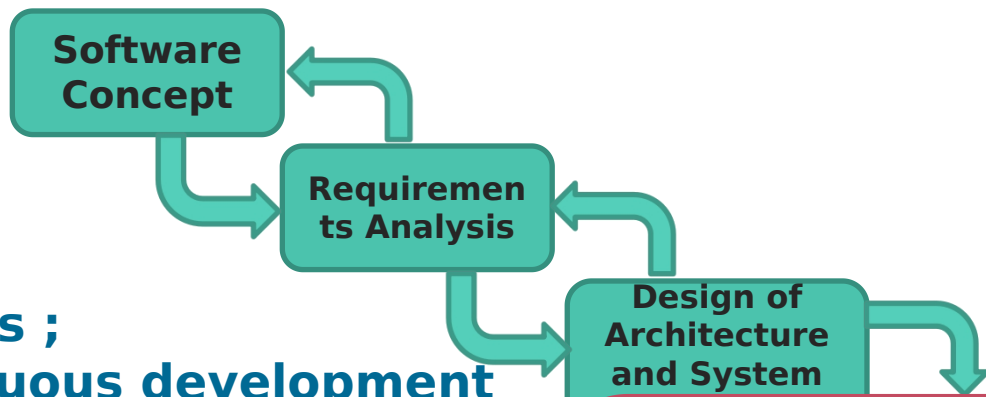 Software
Concept
Requiremen
ts Analysis
Design of
Architecture
and System
s ;
uous development